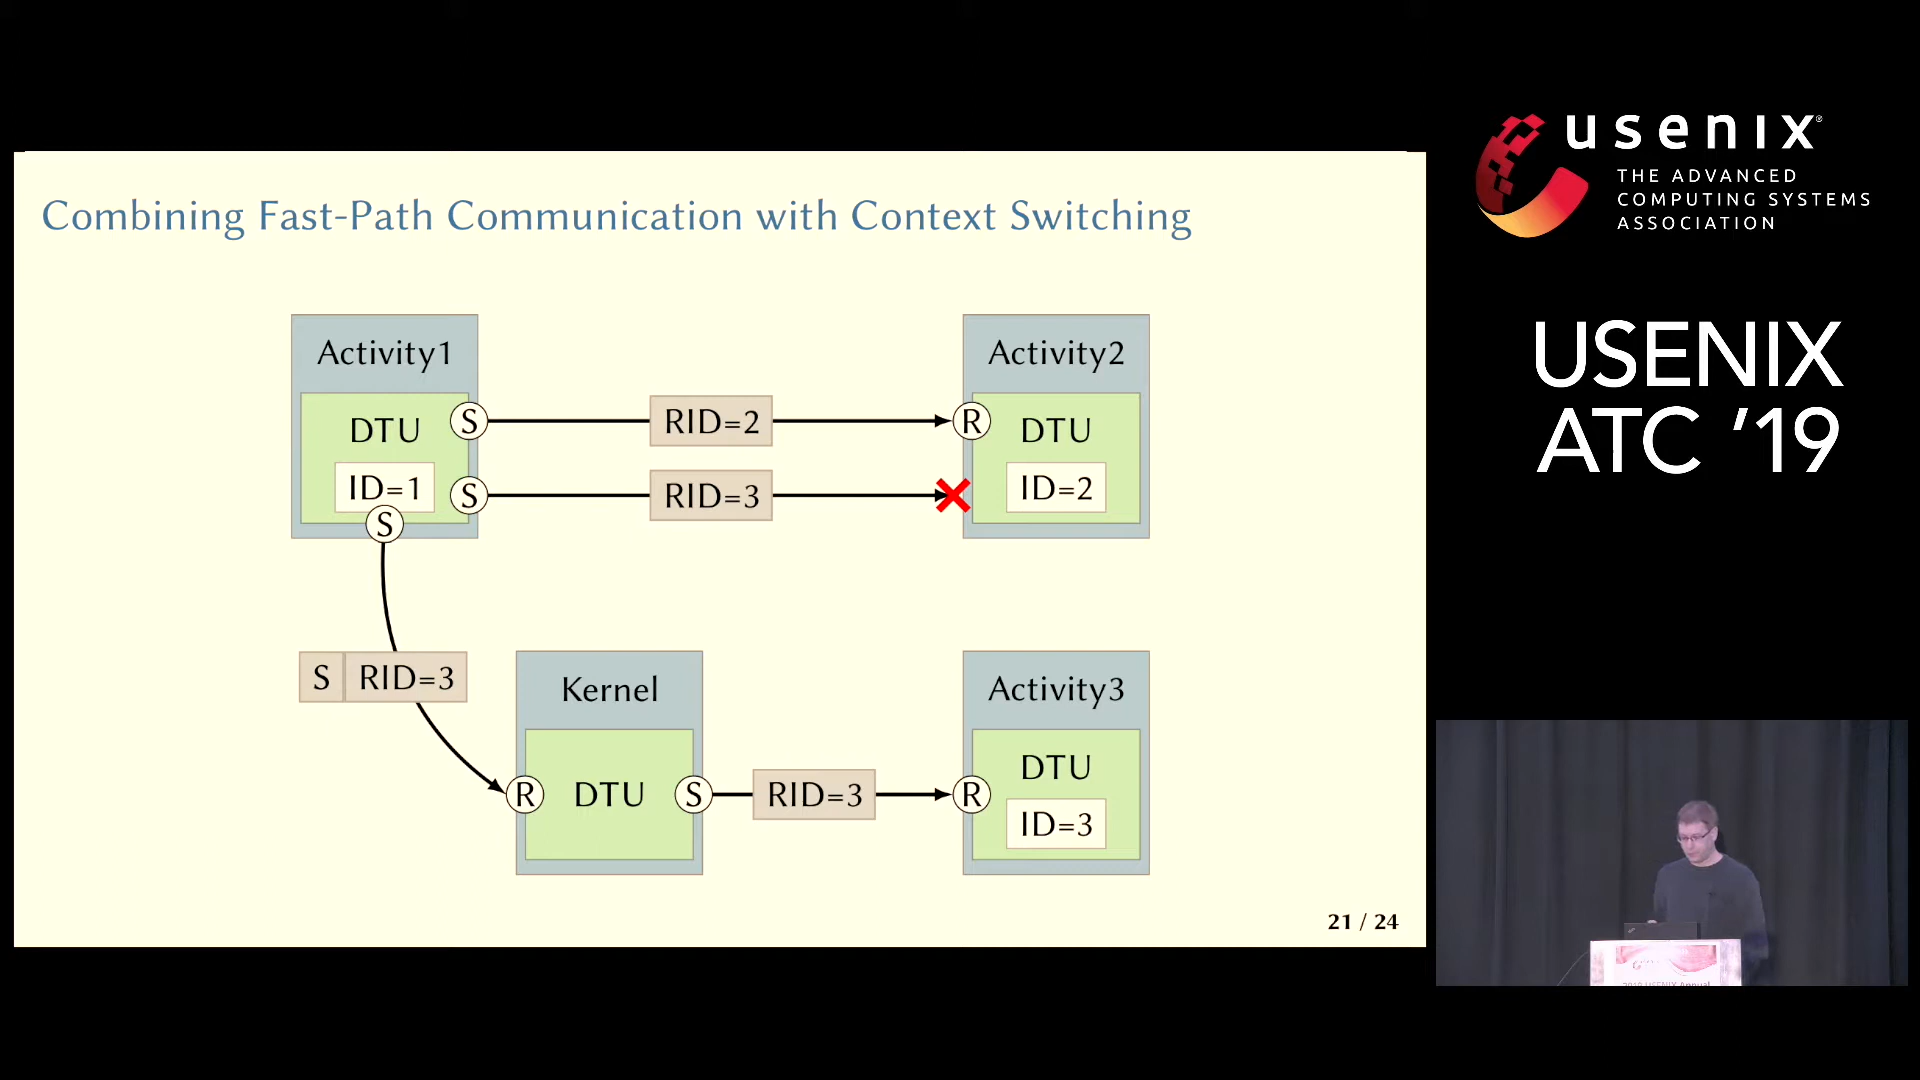 Combining Fast-Path Communication with Context Switching
Activity1
DTU
ID=1
S
S
S
RID=2
RID=3
Activity2
R
DTU
ID=2
S RID=3
Kernel
R
DTU
S
RID=3
Activity3
R
DTU
ID=3
21 / 24
usenix®
THE ADVANCED
COMPUTING SYSTEMS
ASSOCIATION
USENIX
ATC '19